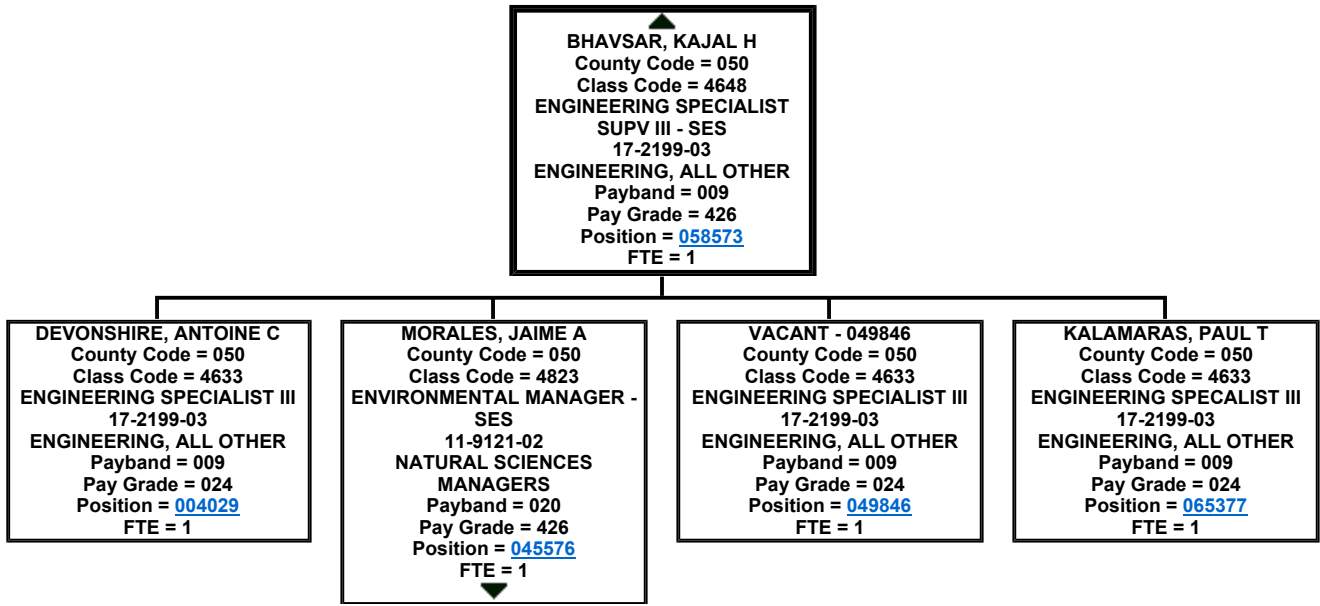 BHAVSAR, KAJAL H
County Code = 050
Class Code = 4648
ENGINEERING SPECIALIST
SUPV III - SES
17-2199-03
ENGINEERING, ALL OTHER
Payband = 009
Pay Grade = 426
Position = 058573
FTE = 1
DEVONSHIRE, ANTOINE C
County Code = 050
Class Code = 4633
ENGINEERING SPECIALIST III
17-2199-03
ENGINEERING, ALL OTHER
Payband = 009
Pay Grade = 024
Position = 004029
FTE = 1
MORALES, JAIME A
County Code = 050
Class Code = 4823
ENVIRONMENTAL MANAGER -
SES
11-9121-02
NATURAL SCIENCES
MANAGERS
Payband = 020
Pay Grade = 426
Position = 045576
FTE = 1
VACANT - 049846
County Code = 050
Class Code = 4633
ENGINEERING SPECIALIST III
17-2199-03
ENGINEERING, ALL OTHER
Payband = 009
Pay Grade = 024
Position = 049846
FTE = 1
KALAMARAS, PAUL T
County Code = 050
Class Code = 4633
ENGINEERING SPECALIST III
17-2199-03
ENGINEERING, ALL OTHER
Payband = 009
Pay Grade = 024
Position = 065377
FTE = 1